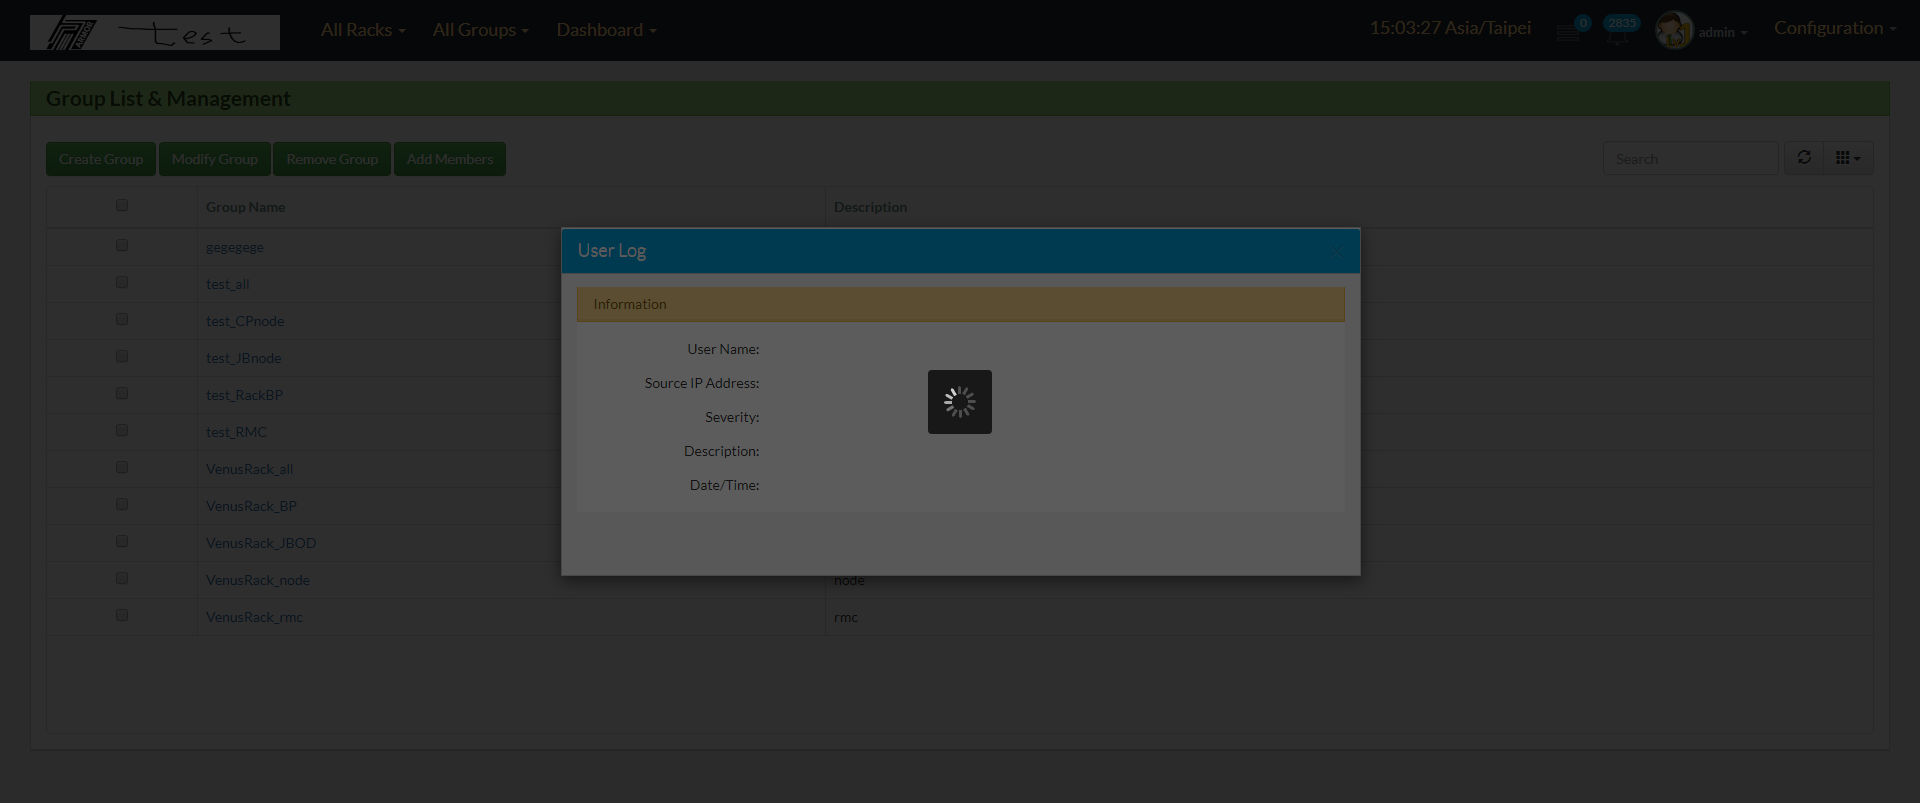 test
All Racks
All Groups
Dashboard
15:03:27 Asia/Taipei
0
2835
admin
Configuration
Group List & Management
Create Group
Modify Group
Remove Group
Add Members
Search
Group Name
Description
gegegege
test_all
test_CPnode
test_JBnode
test_RackBP
test_RMC
VenusRack_all
VenusRack_BP
VenusRack_JBOD
VenusRack_node
node
VenusRack_rmc
rmc
User Log
Information
User Name:
Source IP Address:
Severity:
Description:
Date/Time: